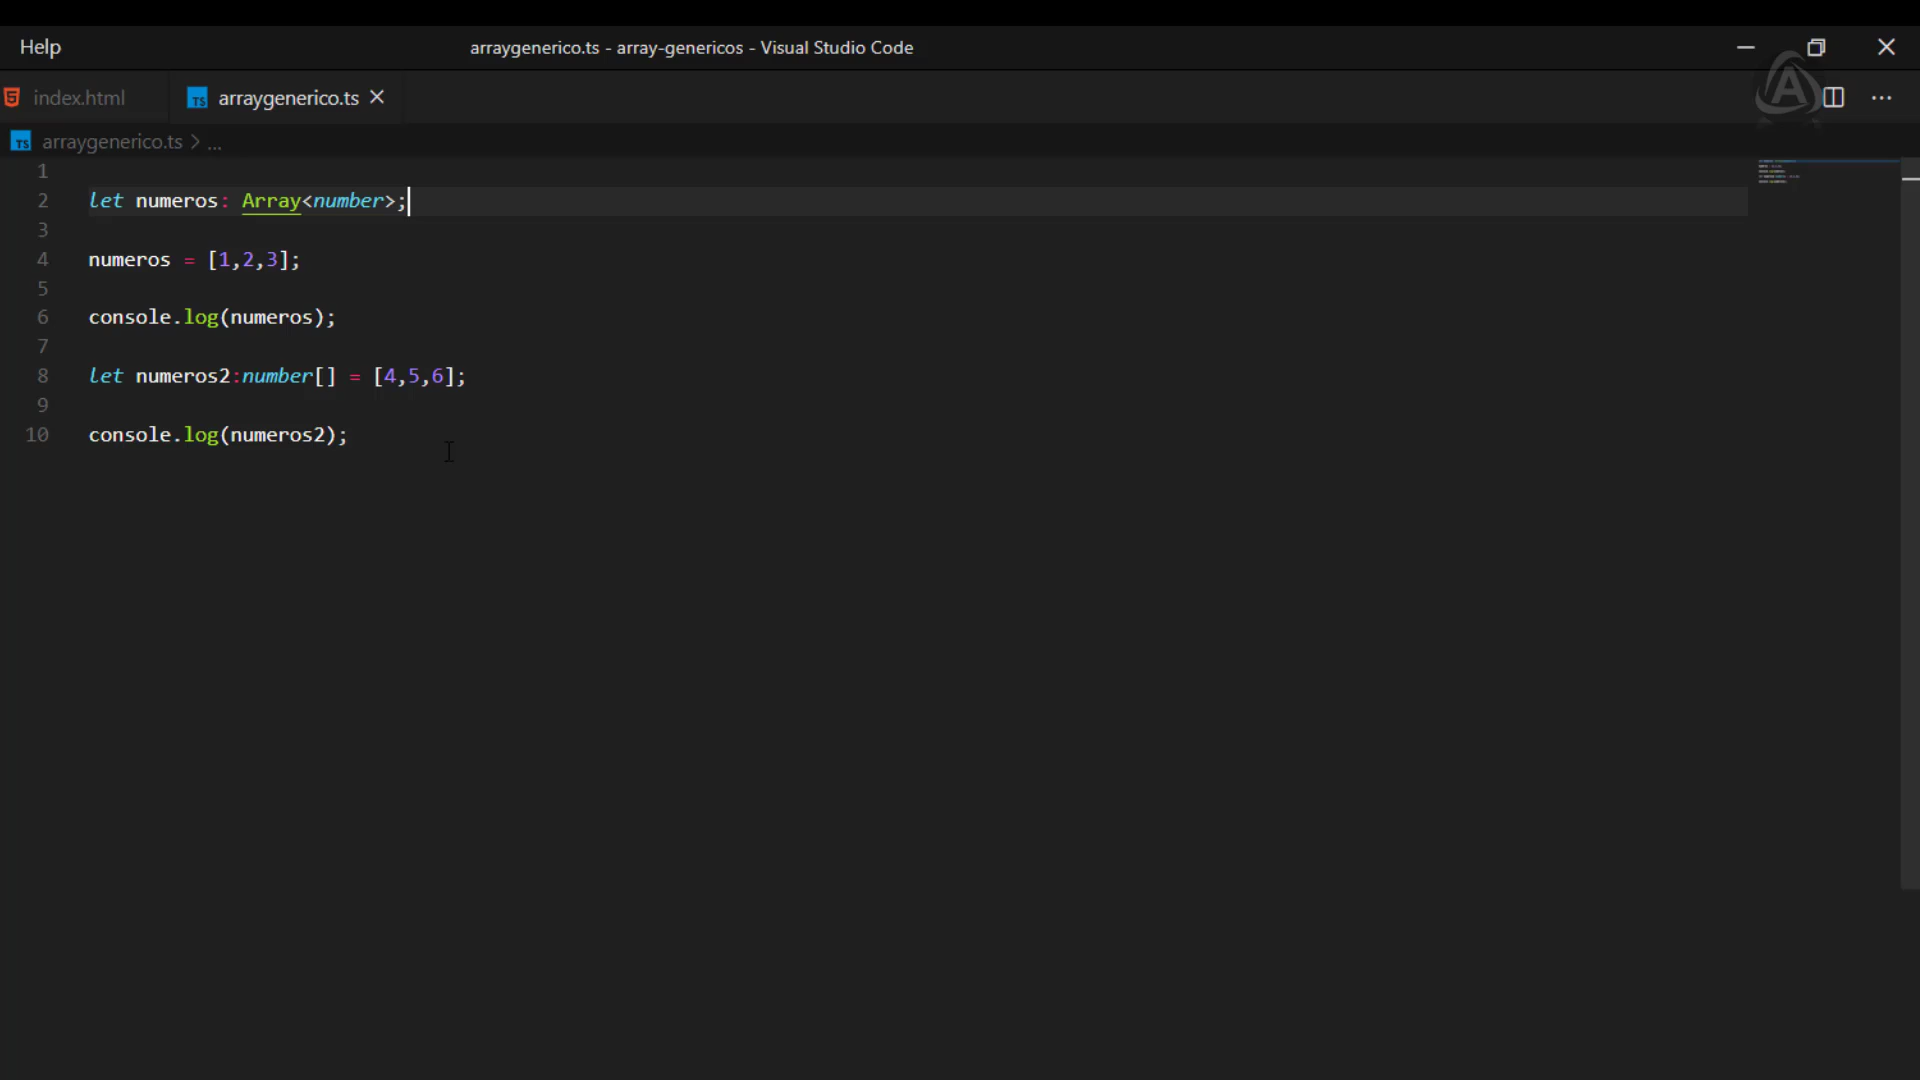 Help
arraygenerico.ts - array-genericos - Visual Studio Code
index.html
TS arraygenerico.ts
TS arraygenerico.ts > ...
1
2 let numeros: Array<number>;
3
4 numeros = [1,2,3];
5
6 console.log(numeros);
7
8 let numeros2:number[] = [4,5,6];
9
10 console.log(numeros2);